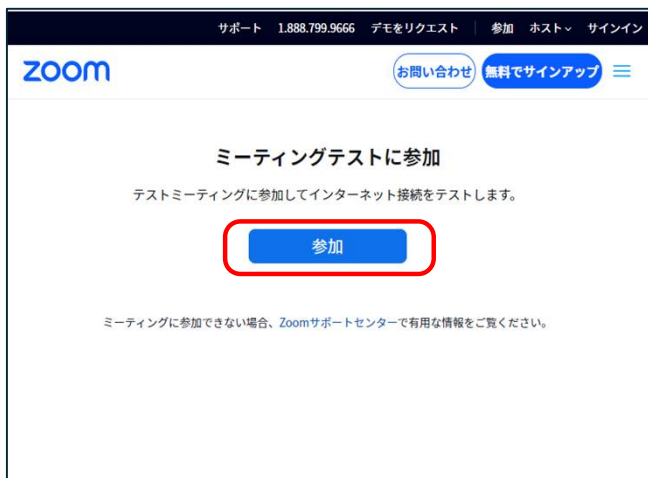 サポート 1.888.799.9666 デモをリクエスト 参加 ホスト サインイン
zoom お問い合わせ 無料でサインアップ
ミーティングテストに参加
テストミーティングに参加してインターネット接続をテストします。
参加
ミーティングに参加できない場合、Zoomサポートセンターで有用な情報をご覧ください。